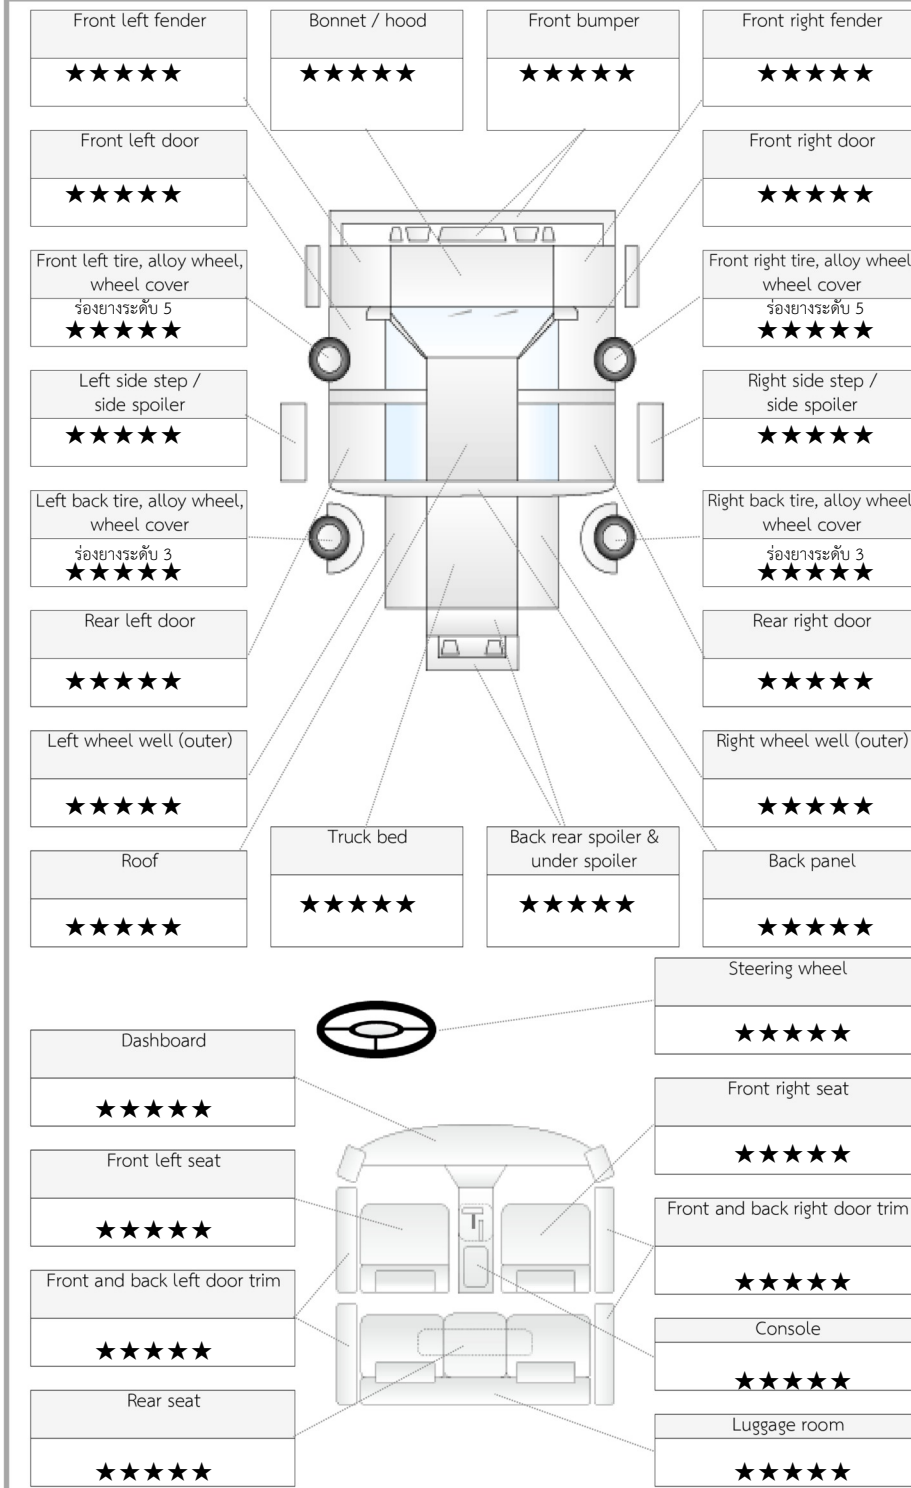 Front left fender
★★★★★
Bonnet / hood
★★★★★
Front bumper
★★★★★
Front right fender
★★★★★
Front left door
★★★★★
Front right door
★★★★★
Front left tire, alloy wheel,
wheel cover
ร่องยางระดับ 5
★★★★★
Front right tire, alloy wheel
wheel cover
ร่องยางระดับ 5
★★★★★
Left side step /
side spoiler
★★★★★
Right side step /
side spoiler
★★★★★
Left back tire, alloy wheel,
wheel cover
ร่องยางระดับ 3
★★★★★
Right back tire, alloy wheel
wheel cover
ร่องยางระดับ 3
★★★★★
Rear left door
★★★★★
Rear right door
★★★★★
Left wheel well (outer)
★★★★★
Right wheel well (outer)
★★★★★
Roof
★★★★★
Truck bed
★★★★★
Back rear spoiler &
under spoiler
★★★★★
Back panel
★★★★★
Steering wheel
★★★★★
Dashboard
★★★★★
Front right seat
★★★★★
Front left seat
★★★★★
Front and back right door trim
★★★★★
Front and back left door trim
★★★★★
Console
★★★★★
Rear seat
★★★★★
Luggage room
★★★★★